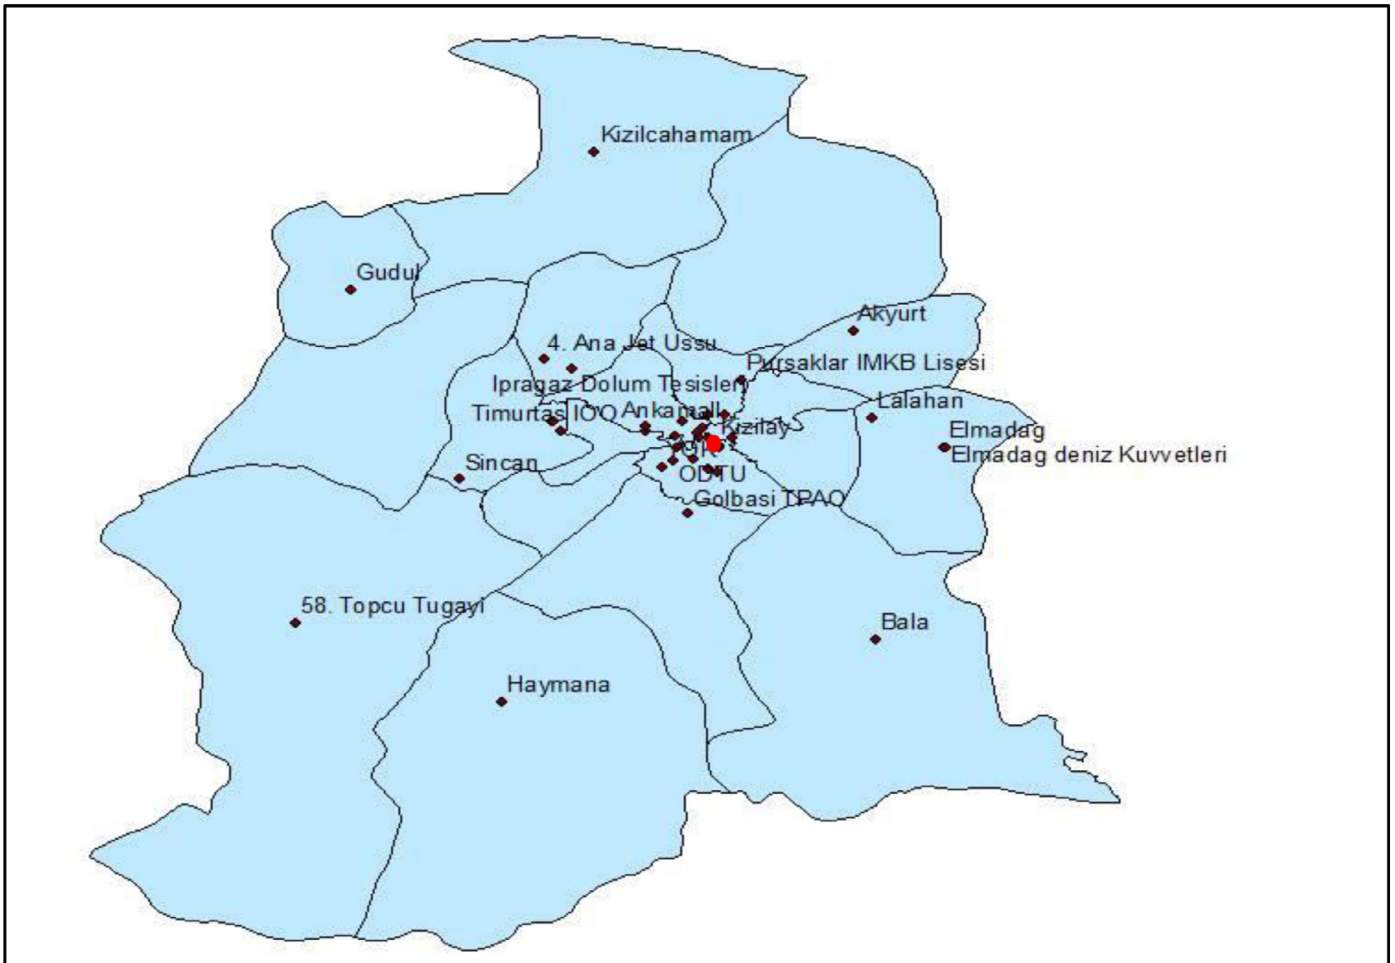 Kizilcahamam
Gudul
Akyurt
4. Ana Jet Ussu
Pursaklar IMKB Lisesi
Ipragaz Dolum Tesisleri
Lalahan
Timurtas IOO
Ankamall
Kizilay
Elmadag
Elmadag deniz Kuvvetleri
Sincan
ODTU
Golbasi TPAO
58. Topcu Tugayi
Bala
Haymana